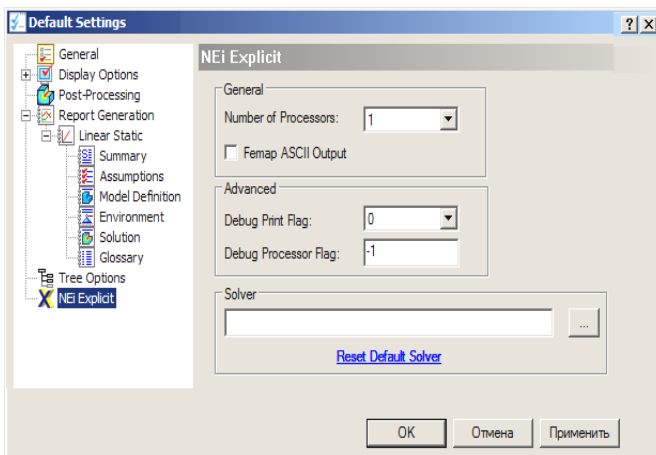 Default Settings
General
Display Options
Post-Processing
Report Generation
Linear Static
Summary
Assumptions
Model Definition
Environment
Solution
Glossary
Tree Options
NEi Explicit
NEi Explicit
General
Number of Processors: 1
Femap ASCII Output
Advanced
Debug Print Flag: 0
Debug Processor Flag: -1
Solver
...
Reset Default Solver
OK Отмена Применить